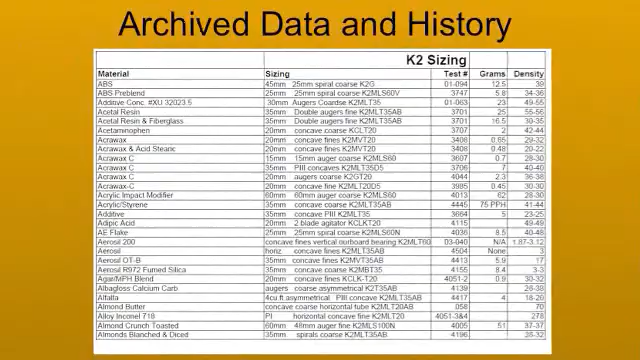 Archived Data and History
K2 Sizing
Material Sizing Test # Grams Density
ABS 45mm 25mm spiral coarse K2G 01-094 12.5 39
ABS Preblend 25mm 25mm spiral coarse K2MLS60V 3747 5.8 34-36
Additive Conc. #XU 32023.5 30mm Augers Coardse K2MLT35 01-063 23 49-55
Acetal Resin 35mm Double augers fine K2MLT35AB 3701 25 55-56
Acetal Resin & Fiberglass 35mm Double augers fine K2MLT35AB 3701 16.5 30-35
Acetaminophen 20mm concave coarse KCLT20 3707 2 42-44
Acrawax 20mm concave fines K2MVT20 3408 0.65 29-32
Acrawax & Acid Stearic 20mm concave fines K2MVT20 3408 0.48 20-22
Acrawax C 15mm 15mm auger coarse K2MLS60 3607 0.7 28-30
Acrawax C 35mm PIII concaves K2MLT35D5 3706 7 40-40
Acrawax C 20mm augers coarse K2GT20 4044 2.3 36-38
Acrawax-C 20mm concave fine K2MLT20D5 3985 0.45 30-30
Acrylic Impact Modifier 60mm 60mm auger coarse K2MLS60 4013 62 28-30
Acrylic/Styrene 35mm concave coarse K2MLT35AB 4445 75 PPH 41-44
Additive 35mm concave PIII K2MLT35 3664 5 23-25
Adipic Acid 20mm 2 blade agitator KCLKT20 4115 49-49
AE Flake 25mm 25mm spiral coarse K2MLS60N 4036 8.5 40-48
Aerosil 200 concave fines vertical ourboard bearing K2MLT60 03-040 N/A 1.87-3.12
Aerosil horiz concave fines K2MLT35AB 4504 None 3
Aerosil OT-B 35mm concave fines K2MVT35AB 4413 5.9 17
Aerosil R972 Fumed Silica 35mm concave coarse K2MBT35 4155 8.4 3-3
Agar/MPH Blend 20mm concave fines KCLK-T20 4051-2 0.9 30-32
Albagloss Calcium Carb augers coarse asymmetrical K2T35AB 4139 26-38
Alfalfa 4cu.ft.asymmetrical PIII concave K2MLT35AB 4417 4 18-20
Almond Butter concave coarse horizontal tube K2MLT20AB 058 70
Alloy Inconel 718 PI horizontal concave fine K2MLT20 4051-3&4 278
Almond Crunch Toasted 60mm 48mm auger fine K2MLS100N 4005 51 37-37
Almonds Blanched & Diced 35mm spirals coarse K2MLT35AB 4196 35-32